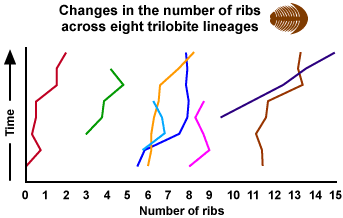 Changes in the number of ribs
across eight trilobite lineages
Time
0 1 2 3 4 5 6 7 8 9 10 11 12 13 14 15
Number of ribs